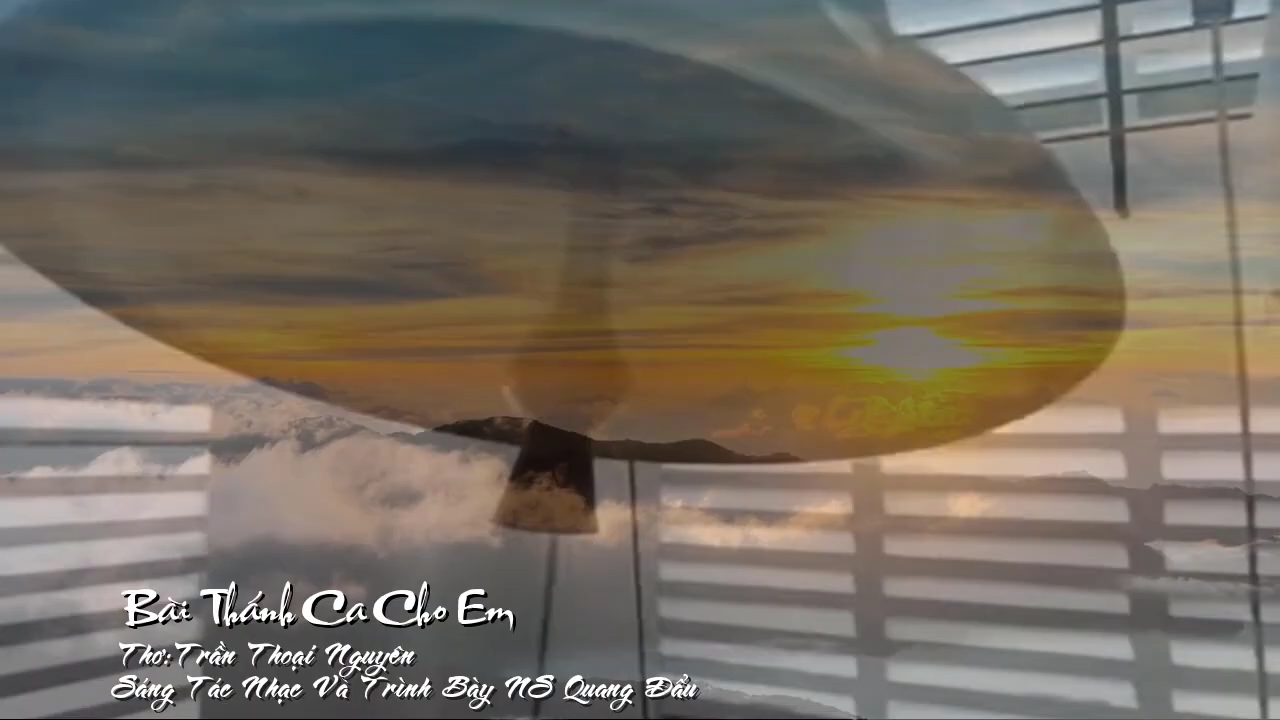 Bài Thánh Ca Cho Em
Thơ:Trần Thoại Nguyên
Sáng Tác Nhạc Và Trình Bày NS Quang Đẩu